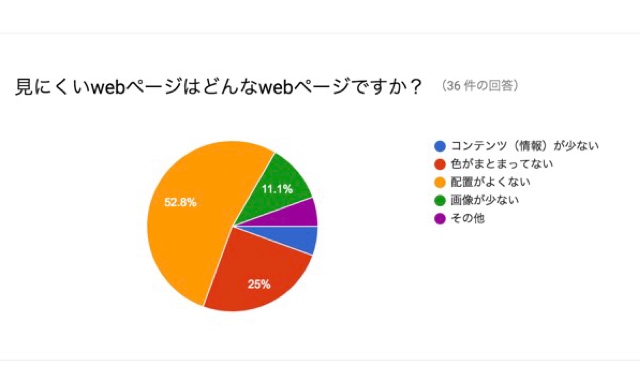 見にくいwebページはどんなwebページですか？ （36 件の回答）
コンテンツ（情報）が少ない
色がまとまってない
配置がよくない
画像が少ない
その他
11.1%
52.8%
25%